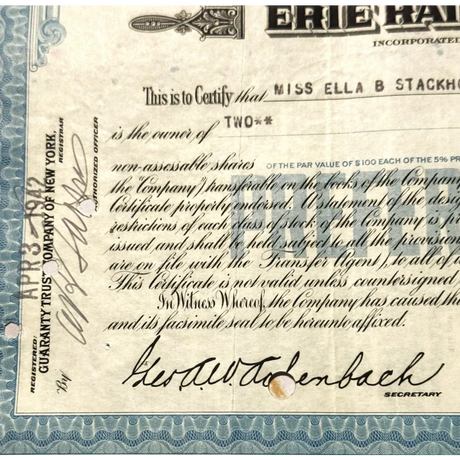 ERIE RAI
INCORPORATED
This is to Certify that MISS ELLA B STACKHO
is the owner of TWO**
non-assessable shares OF THE PAR VALUE OF $100 EACH OF THE 5% PR
the "Company") transferable on the books of the Company
Certificate properly endorsed. A statement of the desig
restrictions of each class of stock of the Company is pr
issued and shall be held subject to all the provision
are on file with the Transfer Agent), to all of
This Certificate is not valid unless countersigned
In Witness Whereof, the Company has caused th
and its facsimile seal to be hereunto affixed.
SECRETARY
PREFE
REGISTERED: APR 3 - 1942
GUARANTY TRUST COMPANY OF NEW YORK,
REGISTRAR
By
AUTHORIZED OFFICER